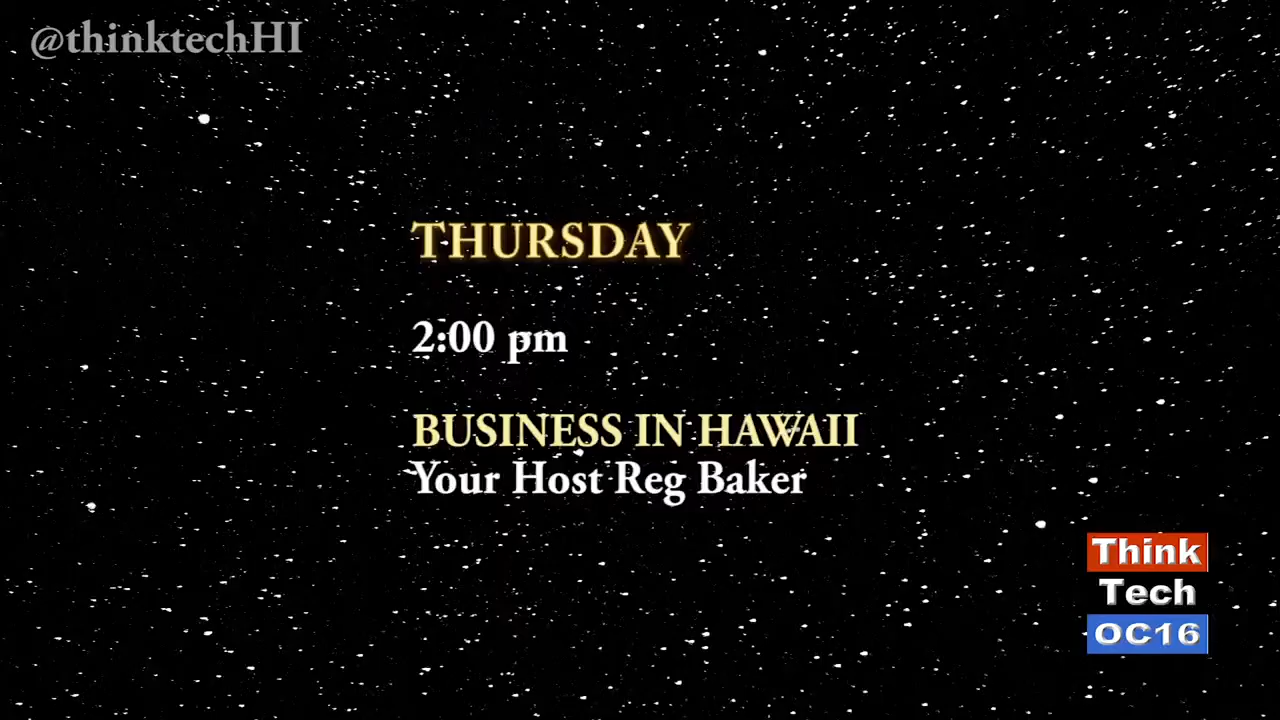 @thinktechHI
THURSDAY
2:00 pm
BUSINESS IN HAWAII
Your Host Reg Baker
Think
Tech
OC16